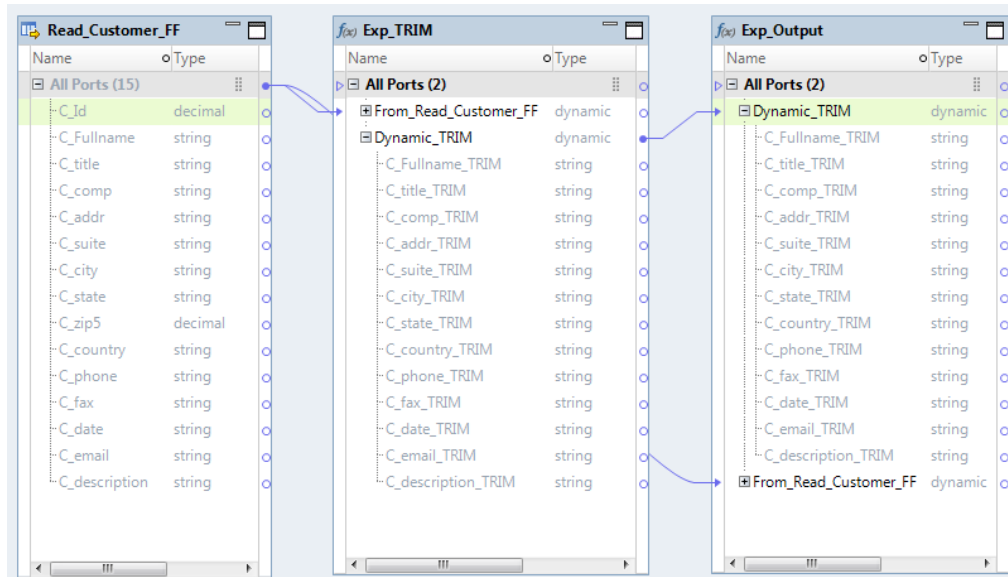 Read_Customer_FF
Name Type
All Ports (15)
C_Id decimal
C_Fullname string
C_title string
C_comp string
C_addr string
C_suite string
C_city string
C_state string
C_zip5 decimal
C_country string
C_phone string
C_fax string
C_date string
C_email string
C_description string
f(x) Exp_TRIM
Name Type
All Ports (2)
From_Read_Customer_FF dynamic
Dynamic_TRIM dynamic
C_Fullname_TRIM string
C_title_TRIM string
C_comp_TRIM string
C_addr_TRIM string
C_suite_TRIM string
C_city_TRIM string
C_state_TRIM string
C_country_TRIM string
C_phone_TRIM string
C_fax_TRIM string
C_date_TRIM string
C_email_TRIM string
C_description_TRIM string
f(x) Exp_Output
Name Type
All Ports (2)
Dynamic_TRIM dynamic
C_Fullname_TRIM string
C_title_TRIM string
C_comp_TRIM string
C_addr_TRIM string
C_suite_TRIM string
C_city_TRIM string
C_state_TRIM string
C_country_TRIM string
C_phone_TRIM string
C_fax_TRIM string
C_date_TRIM string
C_email_TRIM string
C_description_TRIM string
From_Read_Customer_FF dynamic